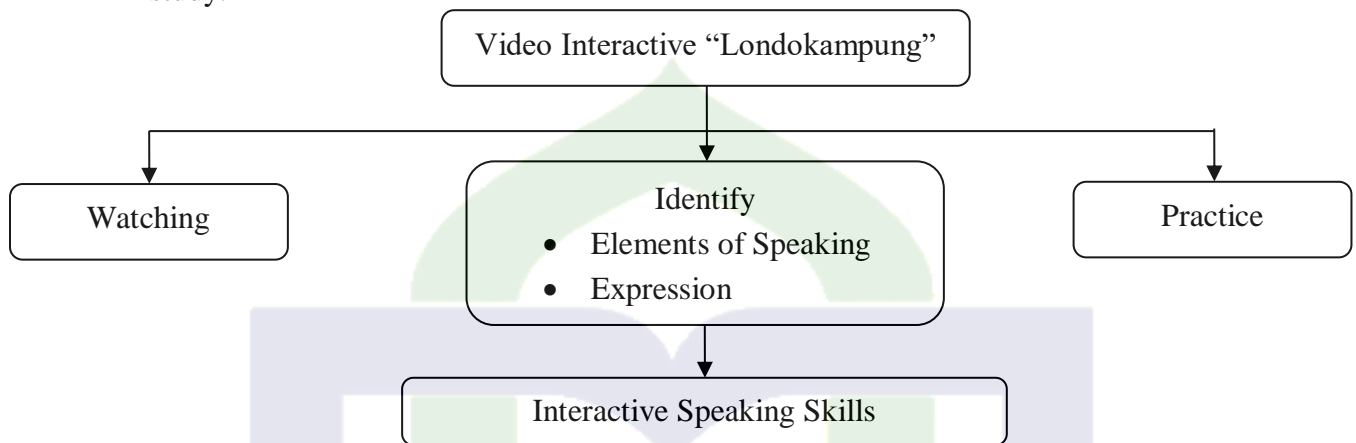 study.
Video Interactive “Londokampung”
Watching
Identify
• Elements of Speaking
• Expression
Practice
Interactive Speaking Skills